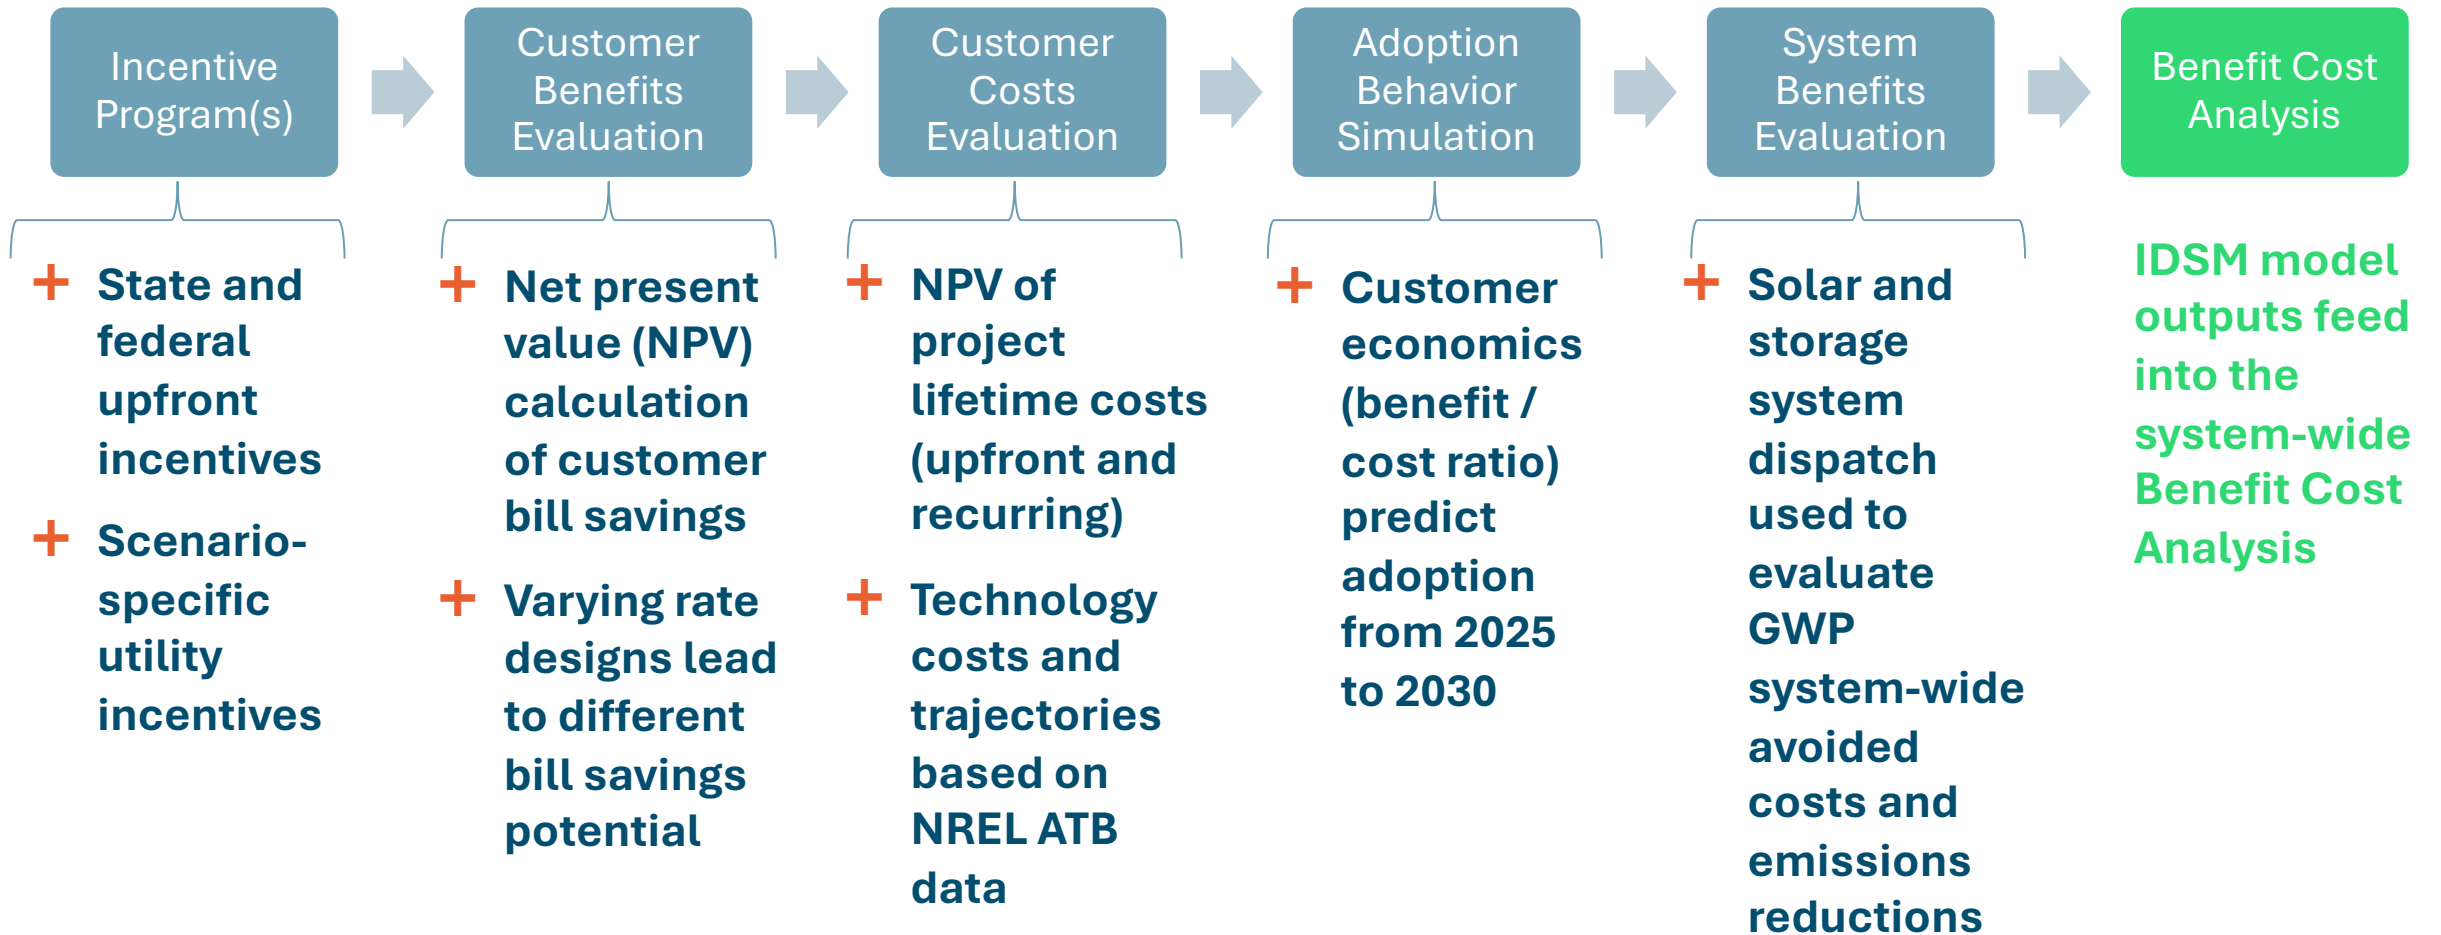 Incentive
Program(s)
Customer
Benefits
Evaluation
Customer
Costs
Evaluation
Adoption
Behavior
Simulation
System
Benefits
Evaluation
Benefit Cost
Analysis
+ State and
federal
upfront
incentives
+ Scenario-
specific
utility
incentives
+ Net present
value (NPV)
calculation
of customer
bill savings
+ Varying rate
designs lead
to different
bill savings
potential
+ NPV of
project
lifetime costs
(upfront and
recurring)
+ Technology
costs and
trajectories
based on
NREL ATB
data
+ Customer
economics
(benefit /
cost ratio)
predict
adoption
from 2025
to 2030
+ Solar and
storage
system
dispatch
used to
evaluate
GWP
system-wide
avoided
costs and
emissions
reductions
IDSM model
outputs feed
into the
system-wide
Benefit Cost
Analysis